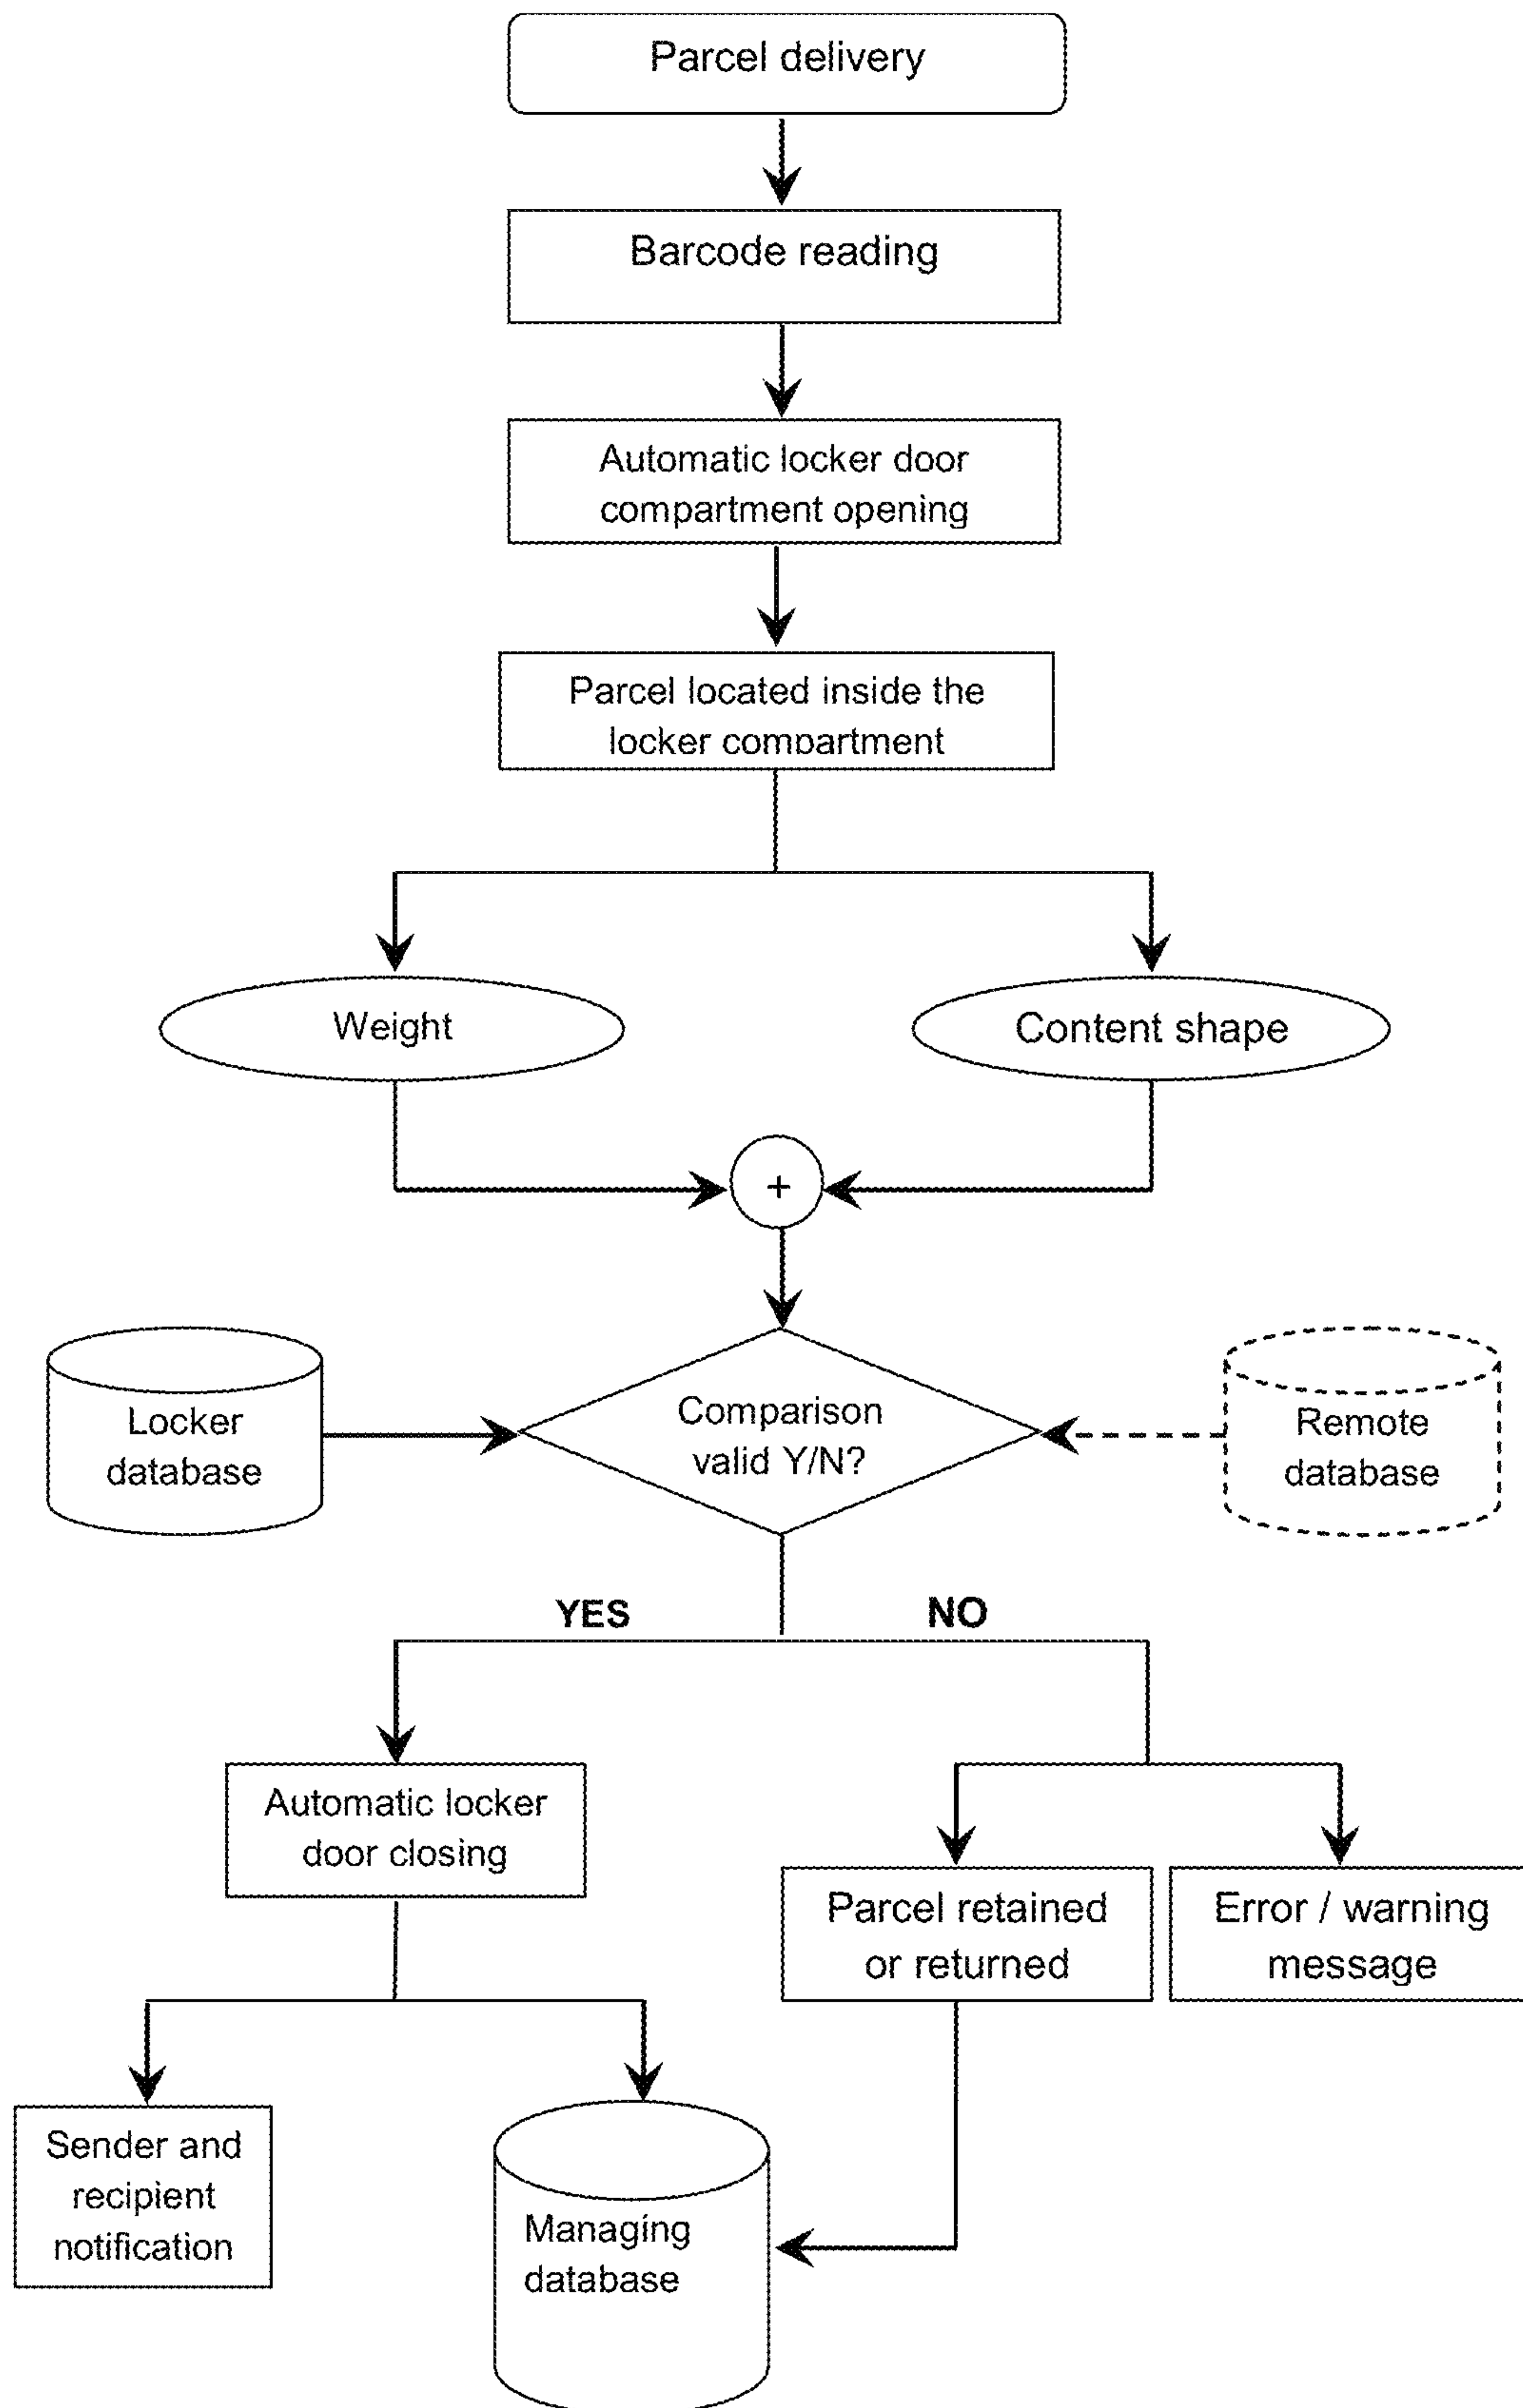 Parcel delivery
Barcode reading
Automatic locker door
compartment opening
Parcel located inside the
locker compartment
Weight
Content shape
+
Locker
database
Comparison
valid Y/N?
Remote
database
YES
NO
Automatic locker
door closing
Parcel retained
or returned
Error / warning
message
Sender and
recipient
notification
Managing
database